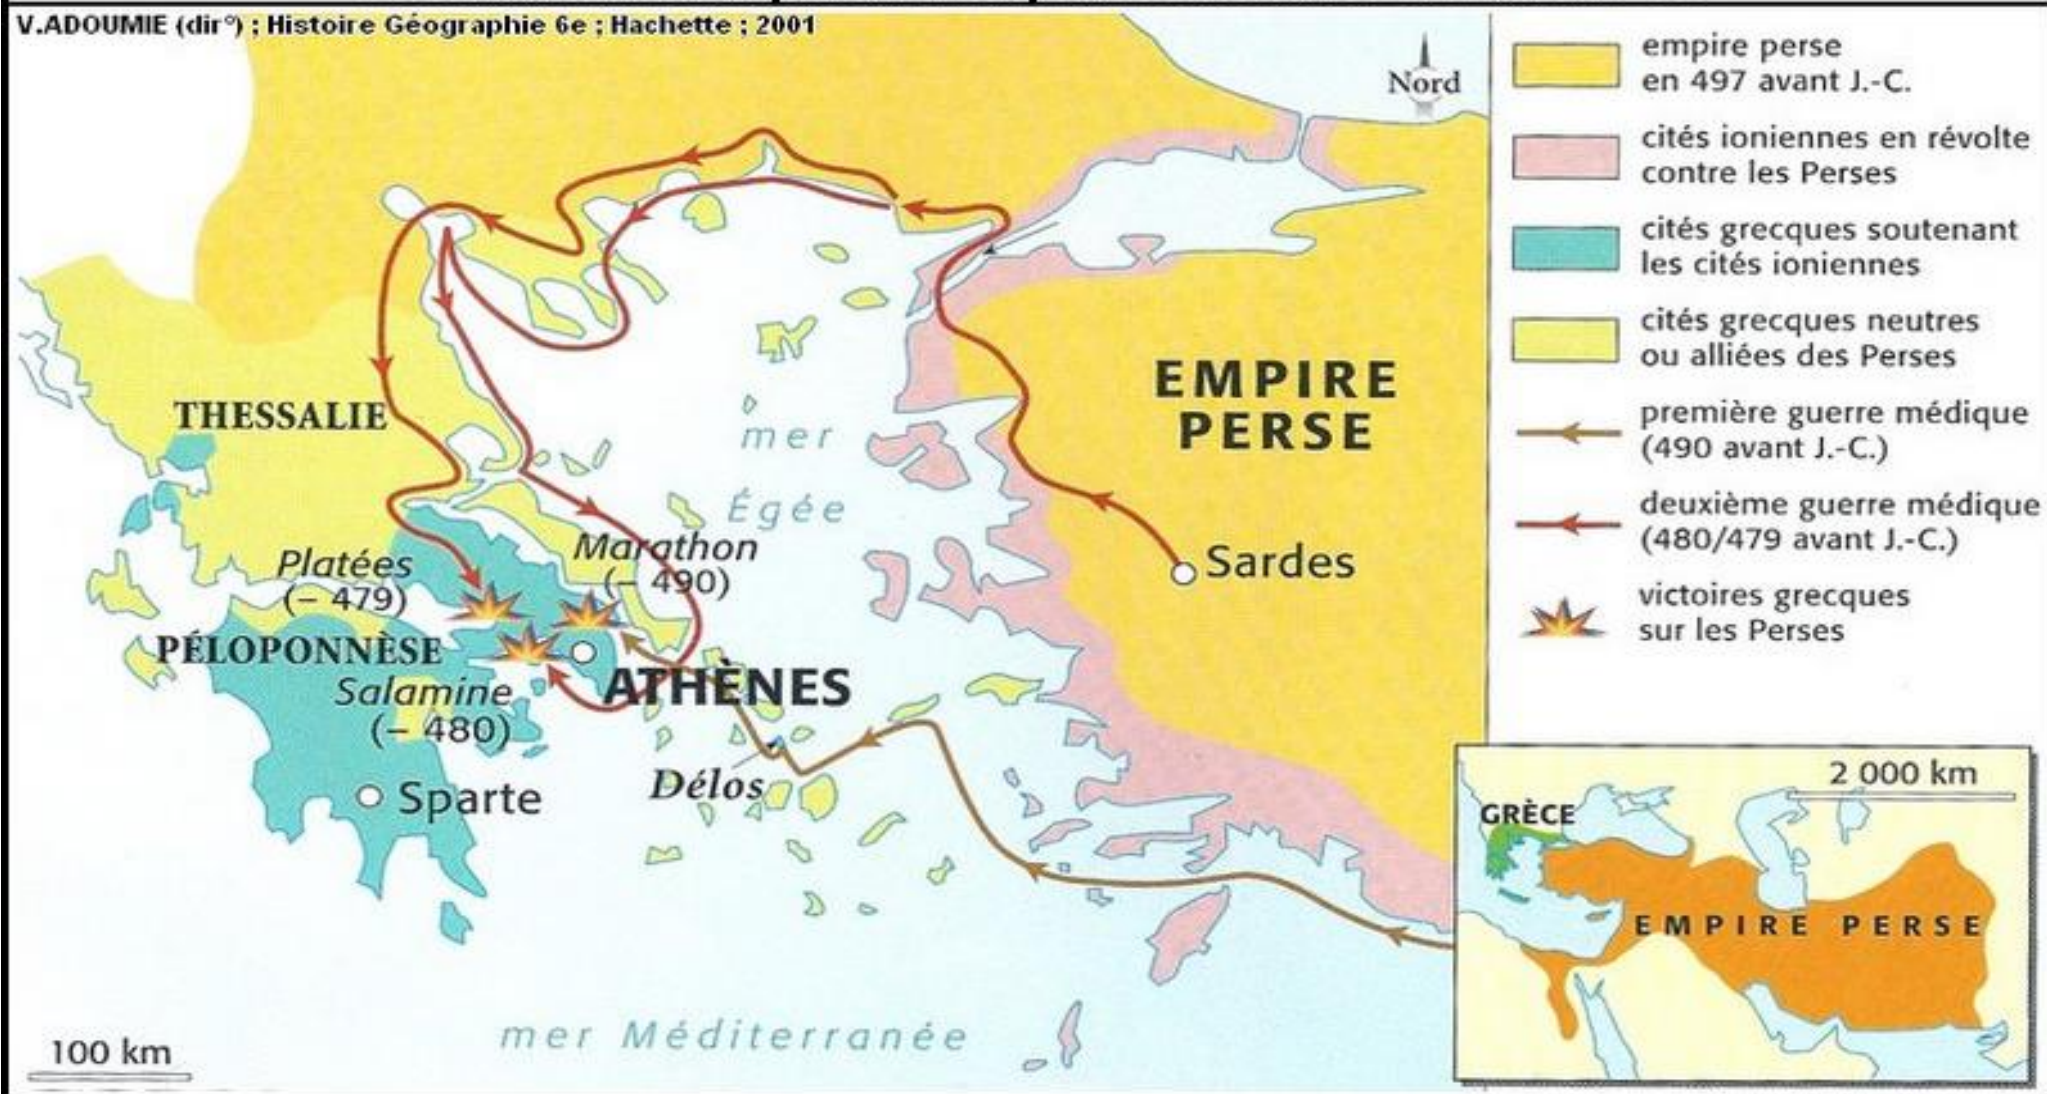 V.ADOUMIE (dir°) ; Histoire Géographie 6e ; Hachette ; 2001
Nord
empire perse
en 497 avant J.-C.
cités ioniennes en révolte
contre les Perses
cités grecques soutenant
les cités ioniennes
cités grecques neutres
ou alliées des Perses
première guerre médique
(490 avant J.-C.)
deuxième guerre médique
(480/479 avant J.-C.)
victoires grecques
sur les Perses
EMPIRE
PERSE
THESSALIE
mer
Égée
Sardes
Platées
(– 479)
Marathon
(– 490)
PÉLOPONNÈSE
ATHÈNES
Salamine
(– 480)
Délos
Sparte
mer Méditerranée
100 km
2 000 km
GRÈCE
EMPIRE PERSE